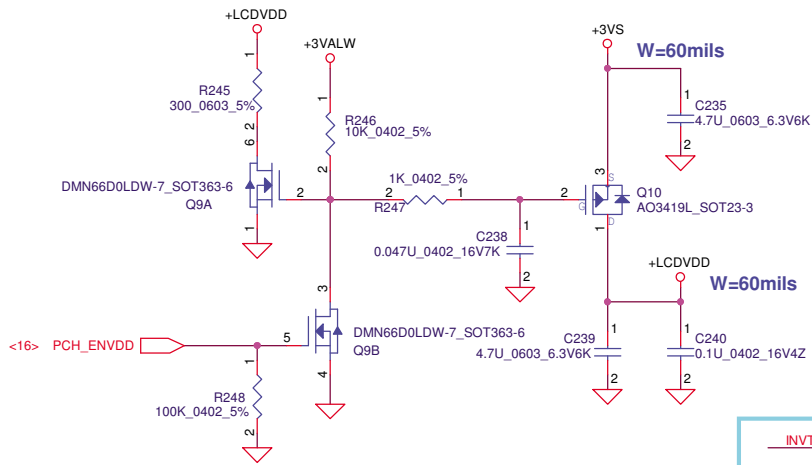 +LCDVDD
+3VALW
+3VS
W=60mils
1
R245
300_0603_5%
2
6
1
R246
10K_0402_5%
2
1
C235
4.7U_0603_6.3V6K
2
DMN66D0LDW-7_SOT363-6
Q9A
2
1
1K_0402_5%
2
1
R247
2
G
3
S
Q10
AO3419L_SOT23-3
D
1
1
C238
0.047U_0402_16V7K
2
+LCDVDD
W=60mils
3
DMN66D0LDW-7_SOT363-6
Q9B
5
4
<16> PCH_ENVDD
1
R248
100K_0402_5%
2
1
C239
4.7U_0603_6.3V6K
2
1
C240
0.1U_0402_16V4Z
2
INVT